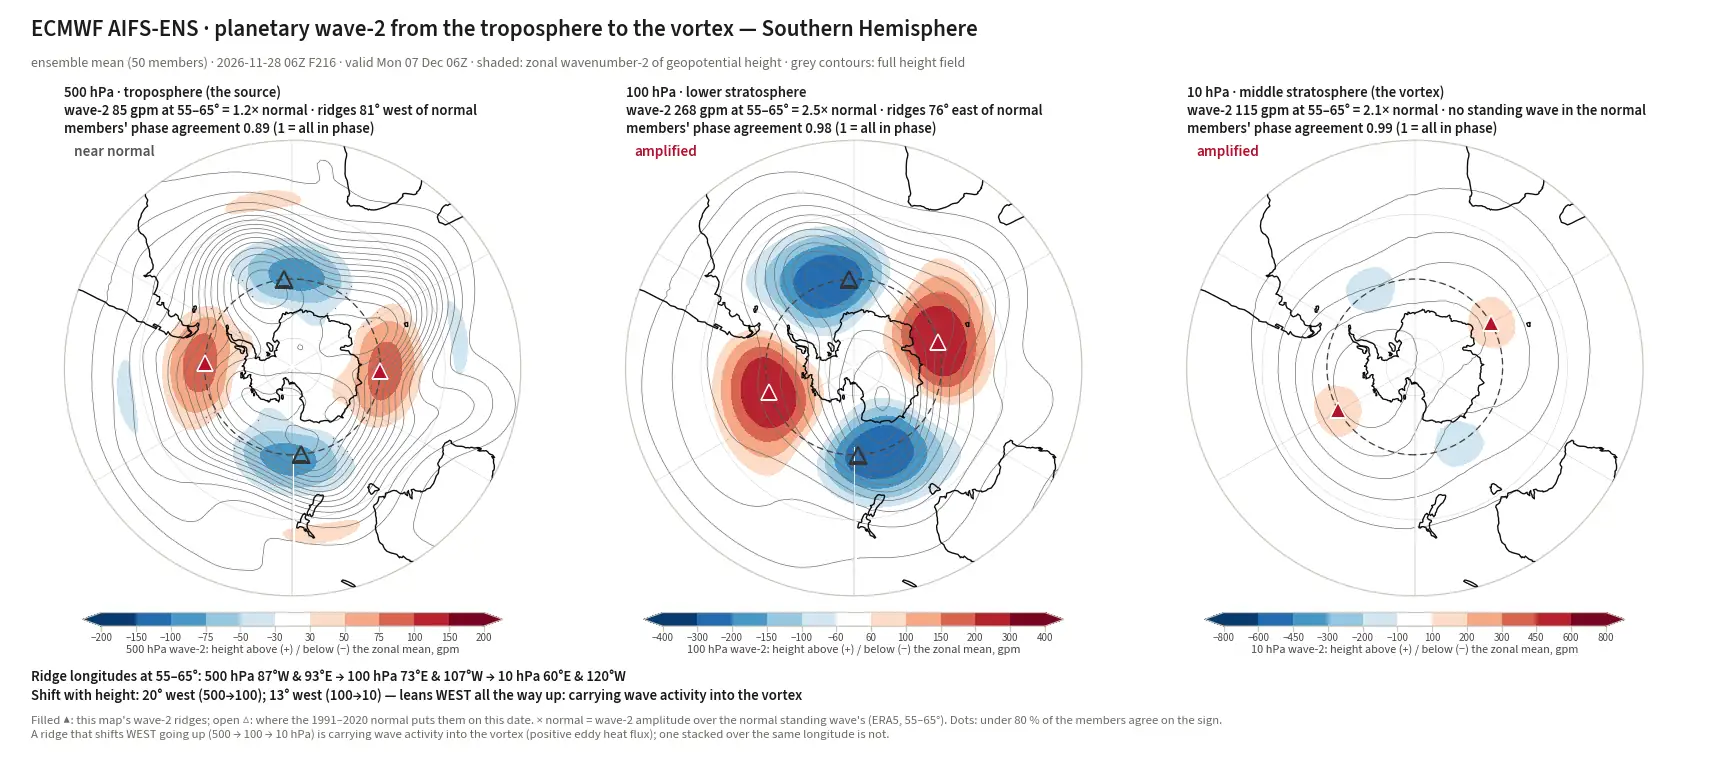 ECMWF AIFS-ENS · planetary wave-2 from the troposphere to the vortex — Southern Hemisphere
ensemble mean (50 members) · 2026-11-28 06Z F216 · valid Mon 07 Dec 06Z · shaded: zonal wavenumber-2 of geopotential height · grey contours: full height field
500 hPa · troposphere (the source)
wave-2 85 gpm at 55–65° = 1.2× normal · ridges 81° west of normal
members' phase agreement 0.89 (1 = all in phase)
near normal
100 hPa · lower stratosphere
wave-2 268 gpm at 55–65° = 2.5× normal · ridges 76° east of normal
members' phase agreement 0.98 (1 = all in phase)
amplified
10 hPa · middle stratosphere (the vortex)
wave-2 115 gpm at 55–65° = 2.1× normal · no standing wave in the normal
members' phase agreement 0.99 (1 = all in phase)
amplified
−200 −150 −100 −75 −50 −30 30 50 75 100 150 200
500 hPa wave-2: height above (+) / below (−) the zonal mean, gpm
−400 −300 −200 −150 −100 −60 60 100 150 200 300 400
100 hPa wave-2: height above (+) / below (−) the zonal mean, gpm
−800 −600 −450 −300 −200 −100 100 200 300 450 600 800
10 hPa wave-2: height above (+) / below (−) the zonal mean, gpm
Ridge longitudes at 55–65°: 500 hPa 87°W & 93°E → 100 hPa 73°E & 107°W → 10 hPa 60°E & 120°W
Shift with height: 20° west (500→100); 13° west (100→10) — leans WEST all the way up: carrying wave activity into the vortex
Filled ▲: this map's wave-2 ridges; open △: where the 1991–2020 normal puts them on this date. × normal = wave-2 amplitude over the normal standing wave's (ERA5, 55–65°). Dots: under 80 % of the members agree on the sign.
A ridge that shifts WEST going up (500 → 100 → 10 hPa) is carrying wave activity into the vortex (positive eddy heat flux); one stacked over the same longitude is not.